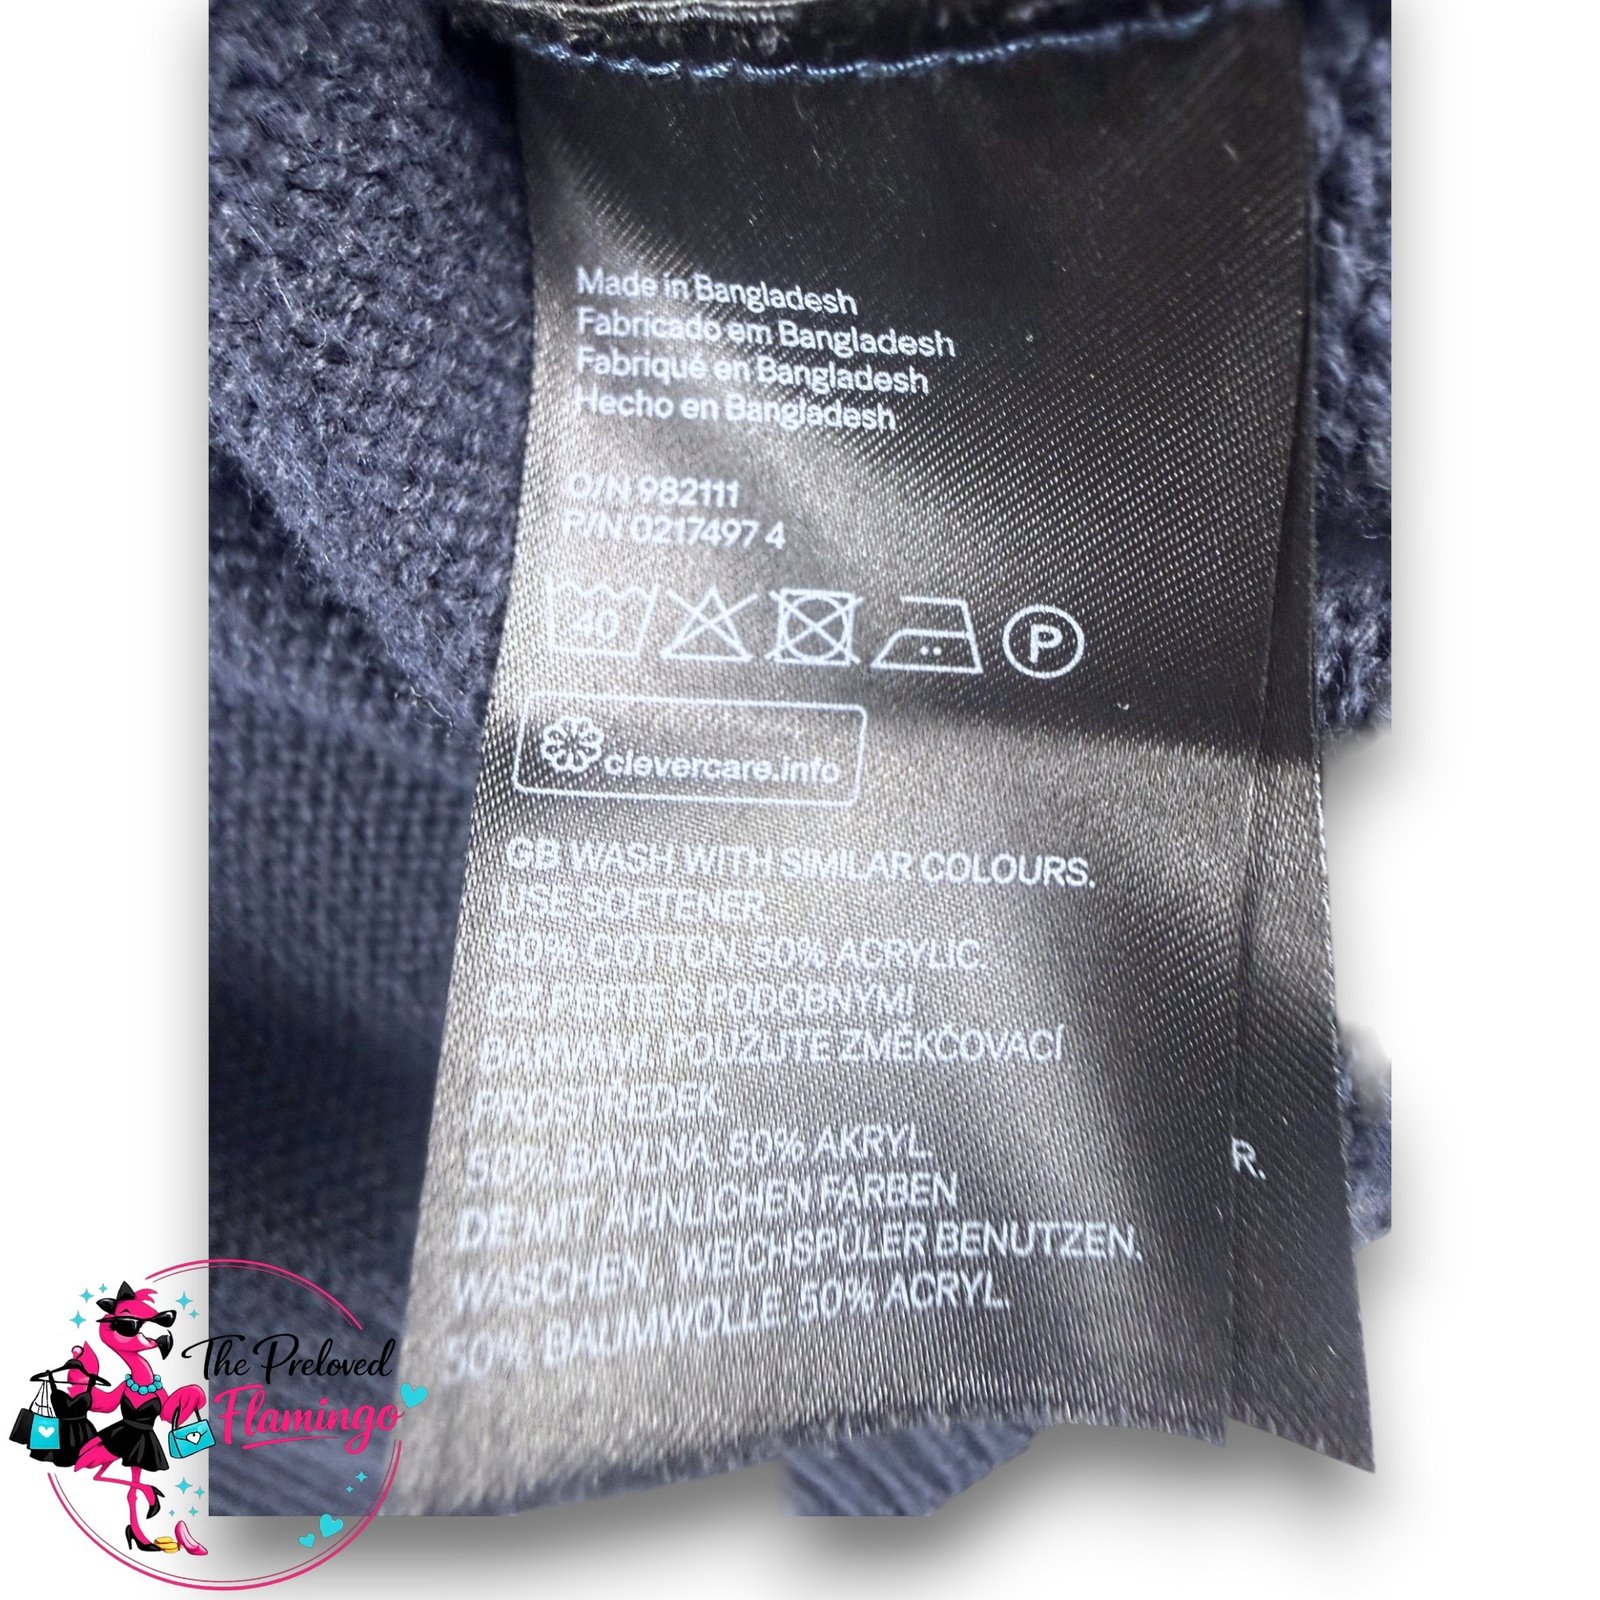 Made in Bangladesh
Fabricado em Bangladesh
Fabriqué en Bangladesh
Hecho en Bangladesh
O/N 982111
P/N 0217497 4
40
P
clevercare.info
GB WASH WITH SIMILAR COLOURS.
USE SOFTENER.
50% COTTON. 50% ACRYLIC.
CZ PERTE S PODOBNÝMI
BARVAMI. POUŽIJTE ZMĚKČOVACÍ
PROSTŘEDEK.
50% BAVLNA. 50% AKRYL.
DE MIT ÄHNLICHEN FARBEN
WASCHEN. WEICHSPÜLER BENUTZEN.
50% BAUMWOLLE. 50% ACRYL.
R.
The Preloved
Flamingo